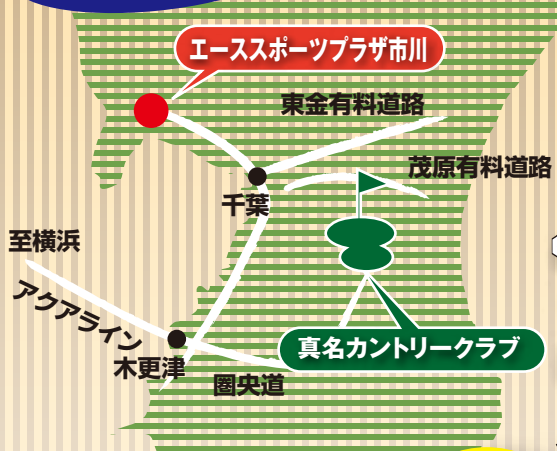 エーススポーツプラザ市川
東金有料道路
茂原有料道路
千葉
至横浜
アクアライン
木更津
真名カントリークラブ
圏央道